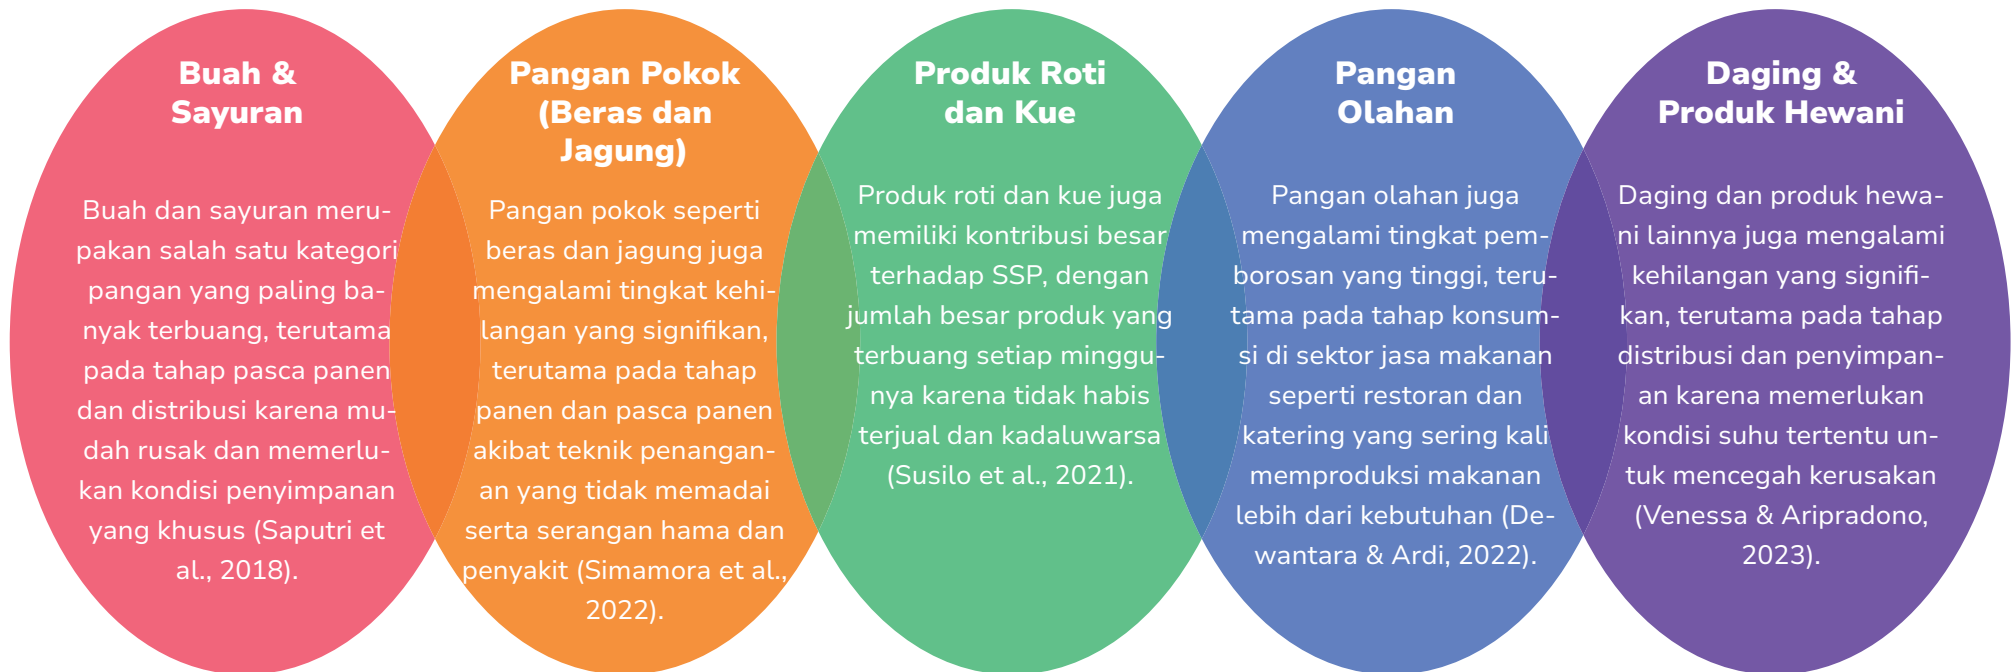 Buah &
Sayuran
Buah dan sayuran meru-
pakan salah satu kategori
pangan yang paling ba-
nyak terbuang, terutama
pada tahap pasca panen
dan distribusi karena mu-
dah rusak dan memerlu-
kan kondisi penyimpanan
yang khusus (Saputri et
al., 2018).
Pangan Pokok
(Beras dan
Jagung)
Pangan pokok seperti
beras dan jagung juga
mengalami tingkat kehi-
langan yang signifikan,
terutama pada tahap
panen dan pasca panen
akibat teknik penangan-
an yang tidak memadai
serta serangan hama dan
penyakit (Simamora et al.,
2022).
Produk Roti
dan Kue
Produk roti dan kue juga
memiliki kontribusi besar
terhadap SSP, dengan
jumlah besar produk yang
terbuang setiap minggu-
nya karena tidak habis
terjual dan kadaluwarsa
(Susilo et al., 2021).
Pangan
Olahan
Pangan olahan juga
mengalami tingkat pem-
borosan yang tinggi, teru-
tama pada tahap konsum-
si di sektor jasa makanan
seperti restoran dan
katering yang sering kali
memproduksi makanan
lebih dari kebutuhan (De-
wantara & Ardi, 2022).
Daging &
Produk Hewani
Daging dan produk hewa-
ni lainnya juga mengalami
kehilangan yang signifi-
kan, terutama pada tahap
distribusi dan penyimpan-
an karena memerlukan
kondisi suhu tertentu un-
tuk mencegah kerusakan
(Venessa & Aripradono,
2023).